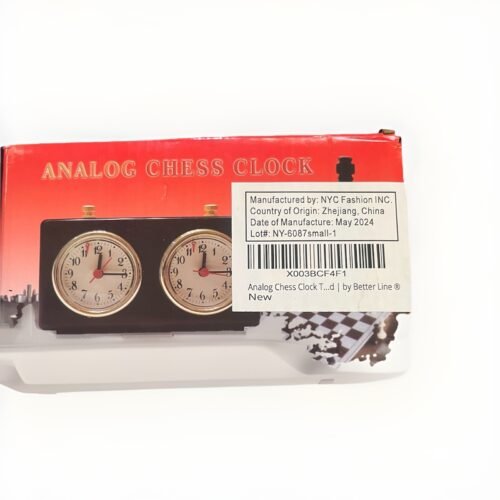 ANALOG CHESS CLOCK
Manufactured by: NYC Fashion INC.
Country of Origin: Zhejiang, China
Date of Manufacture: May 2024
Lot#: NY-6087small-1
X003BCF4F1
Analog Chess Clock T...d | by Better Line ®
New